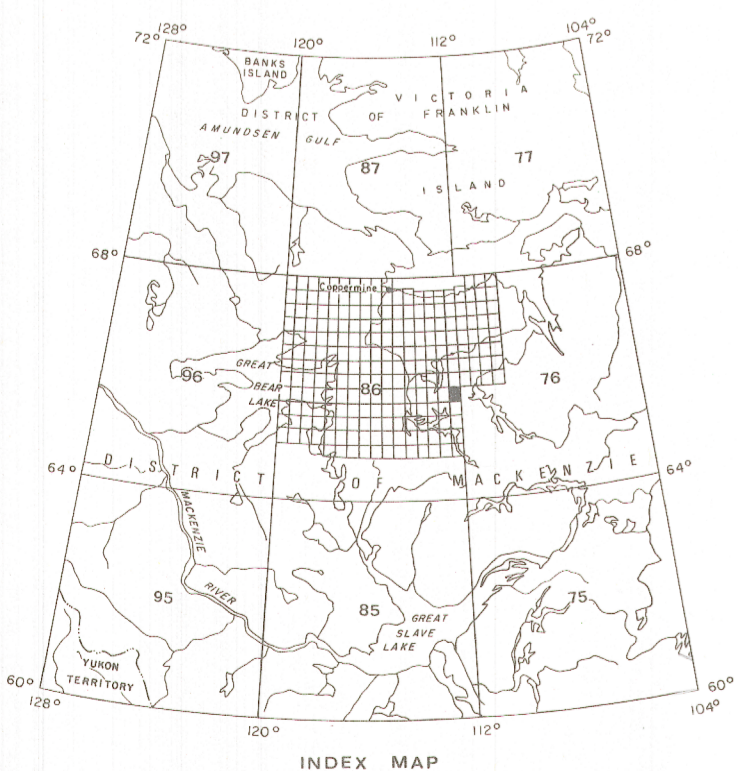 128°
120°
112°
104°
72°
72°
BANKS
ISLAND
VICTORIA
DISTRICT OF FRANKLIN
AMUNDSEN GULF
97
87
77
ISLAND
68°
68°
Coppermine
GREAT
BEAR
LAKE
96
86
76
DISTRICT OF MACKENZIE
64°
64°
MACKENZIE
RIVER
95
85
75
GREAT
SLAVE
LAKE
YUKON
TERRITORY
60°
60°
128°
120°
112°
104°
INDEX MAP